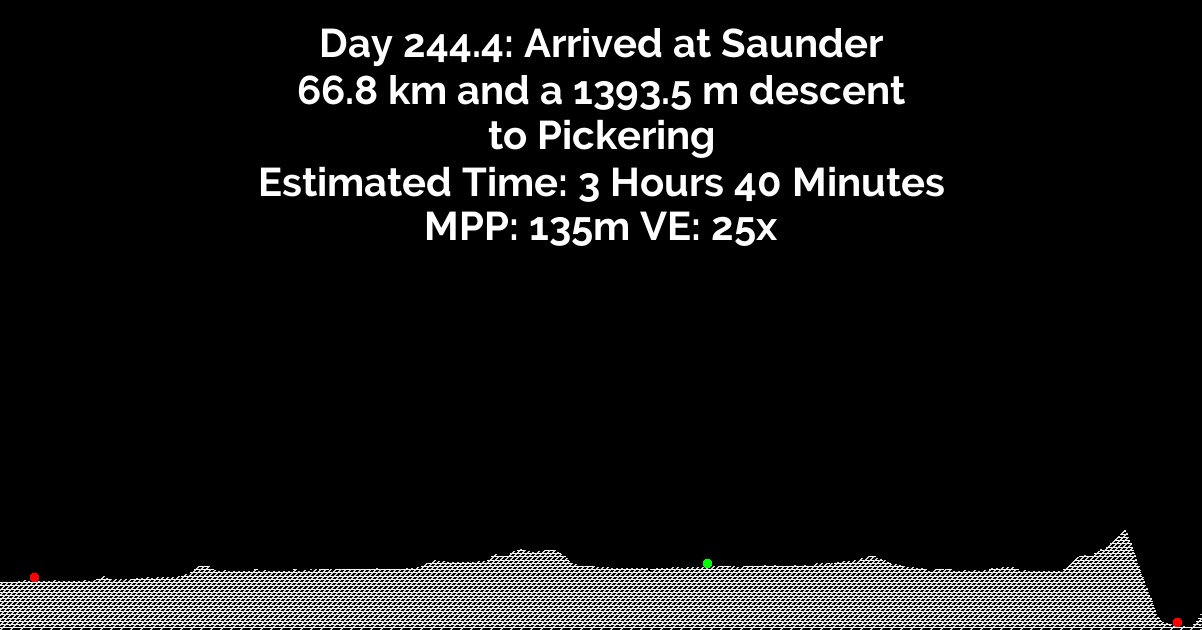 Day 244.4: Arrived at Saunder
66.8 km and a 1393.5 m descent
to Pickering
Estimated Time: 3 Hours 40 Minutes
MPP: 135m VE: 25x